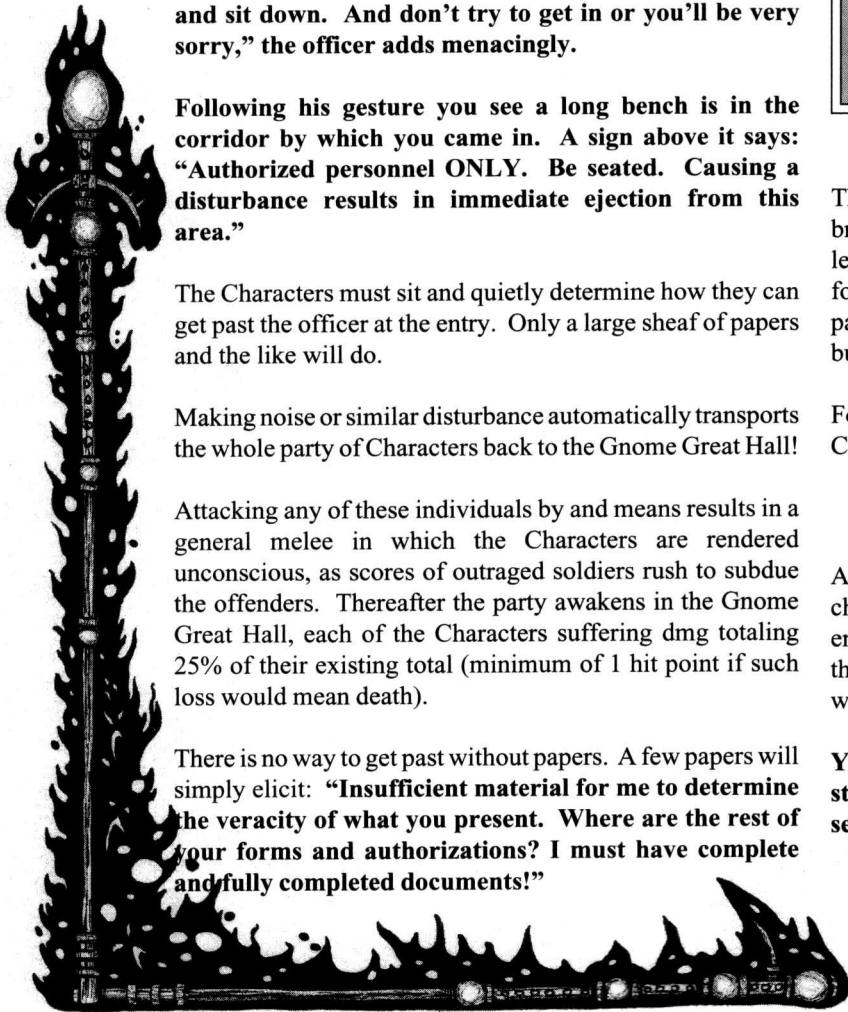 and sit down. And don't try to get in or you'll be very
sorry," the officer adds menacingly.
Following his gesture you see a long bench is in the
corridor by which you came in. A sign above it says:
"Authorized personnel ONLY. Be seated. Causing a
disturbance results in immediate ejection from this
area."
The Characters must sit and quietly determine how they can
get past the officer at the entry. Only a large sheaf of papers
and the like will do.
Making noise or similar disturbance automatically transports
the whole party of Characters back to the Gnome Great Hall!
Attacking any of these individuals by and means results in a
general melee in which the Characters are rendered
unconscious, as scores of outraged soldiers rush to subdue
the offenders. Thereafter the party awakens in the Gnome
Great Hall, each of the Characters suffering dmg totaling
25% of their existing total (minimum of 1 hit point if such
loss would mean death).
There is no way to get past without papers. A few papers will
simply elicit: "Insufficient material for me to determine
the veracity of what you present. Where are the rest of
your forms and authorizations? I must have complete
and fully completed documents!"